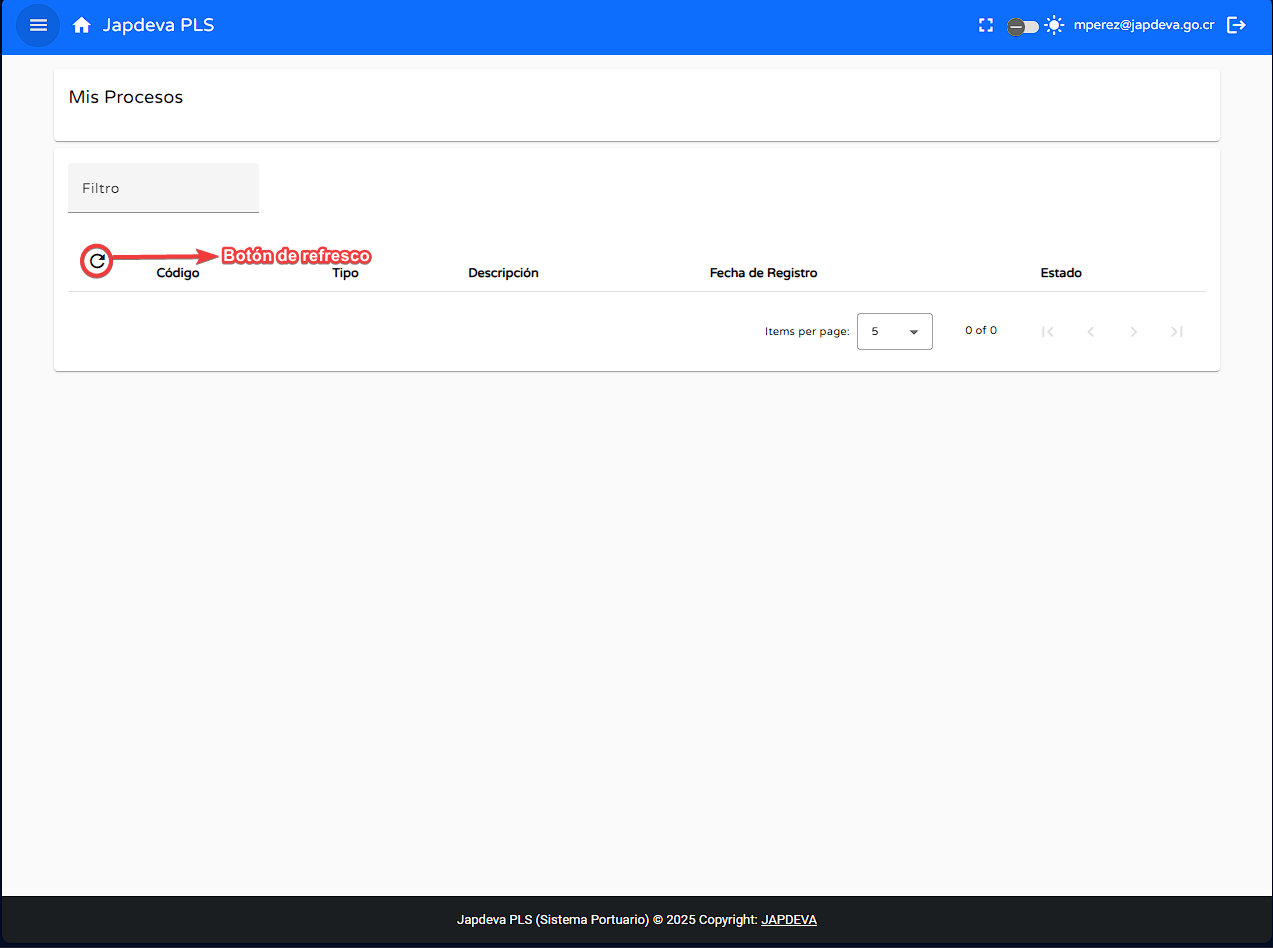 Japdeva PLS
mperez@japdeva.go.cr
Mis Procesos
Filtro
Botón de refresco
Código Tipo Descripción Fecha de Registro Estado
Items per page: 5 0 of 0
Japdeva PLS (Sistema Portuario) © 2025 Copyright: JAPDEVA